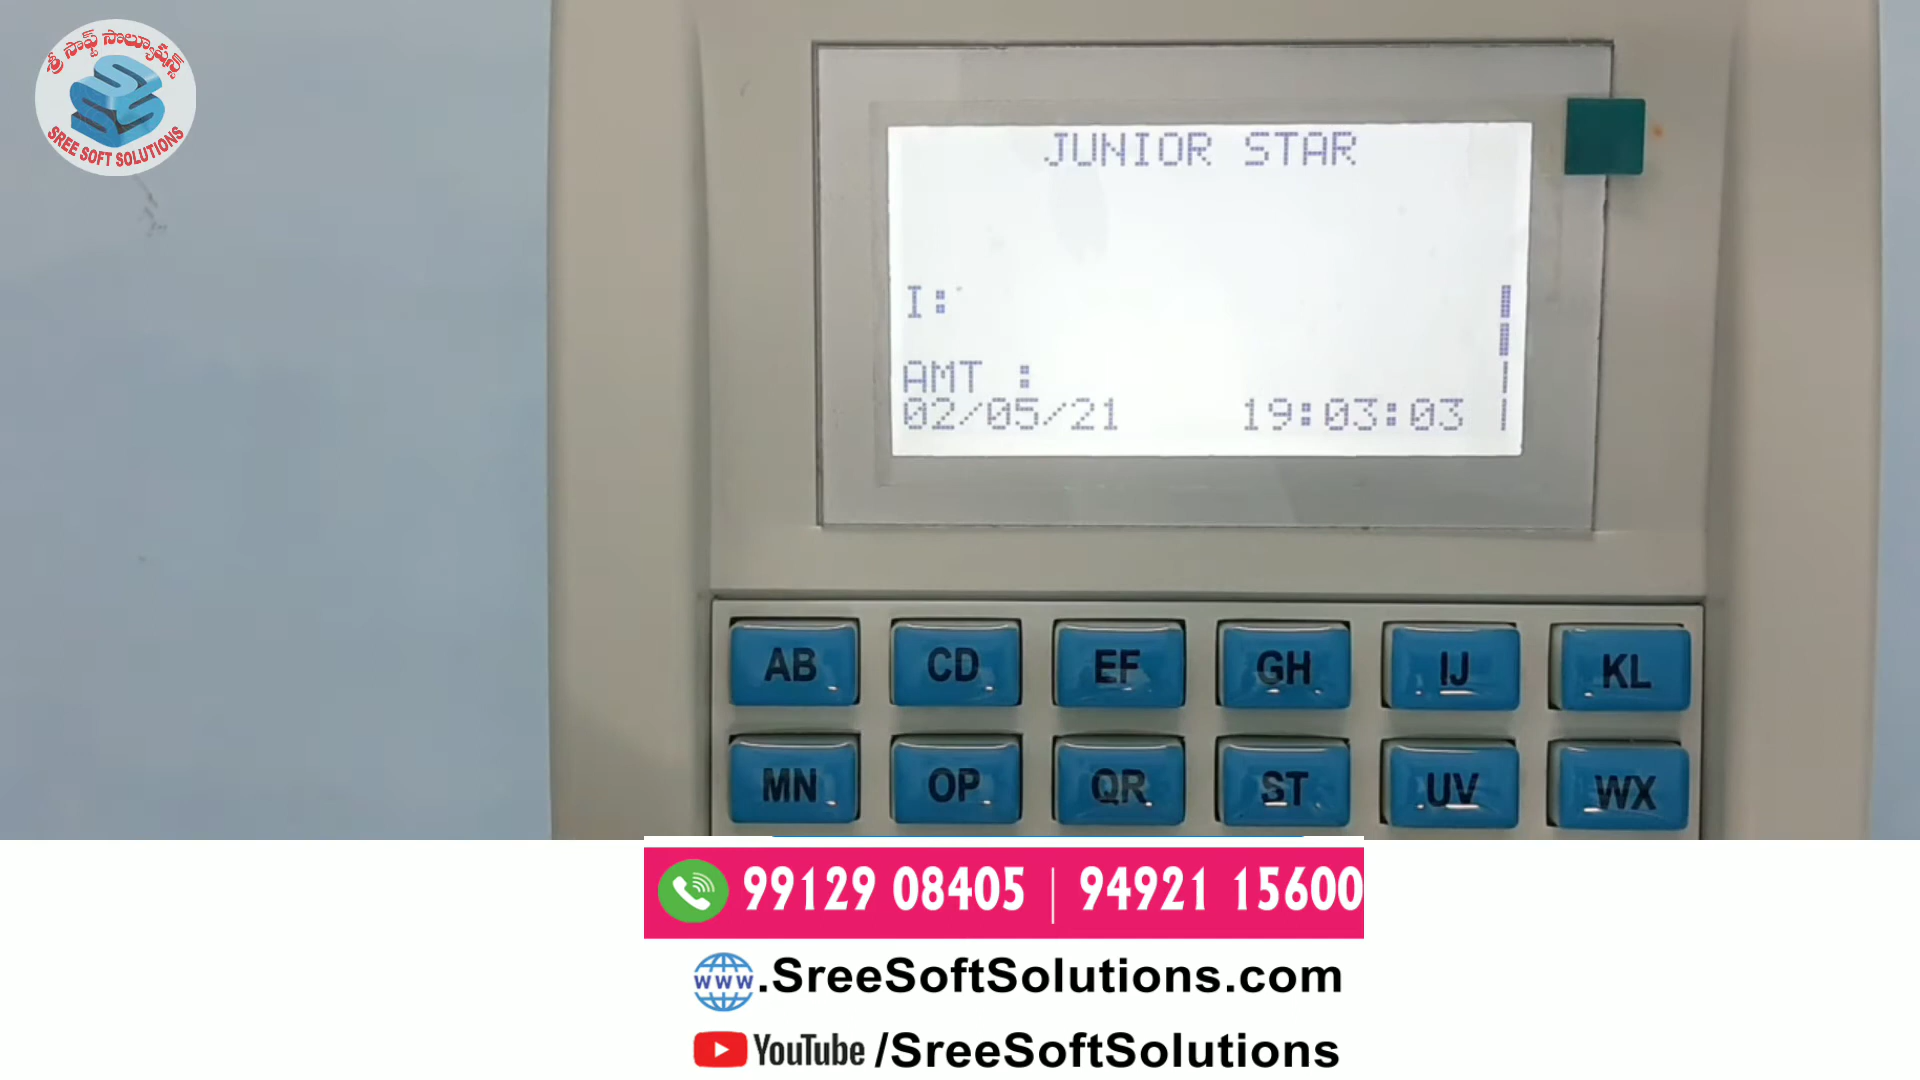 శ్రీ సాఫ్ట్ సొల్యూషన్స్
SREE SOFT SOLUTIONS
JUNIOR STAR
I:
AMT :
02/05/21 19:03:03
AB CD EF GH IJ KL
MN OP QR ST UV WX
99129 08405 | 94921 15600
www.SreeSoftSolutions.com
YouTube /SreeSoftSolutions